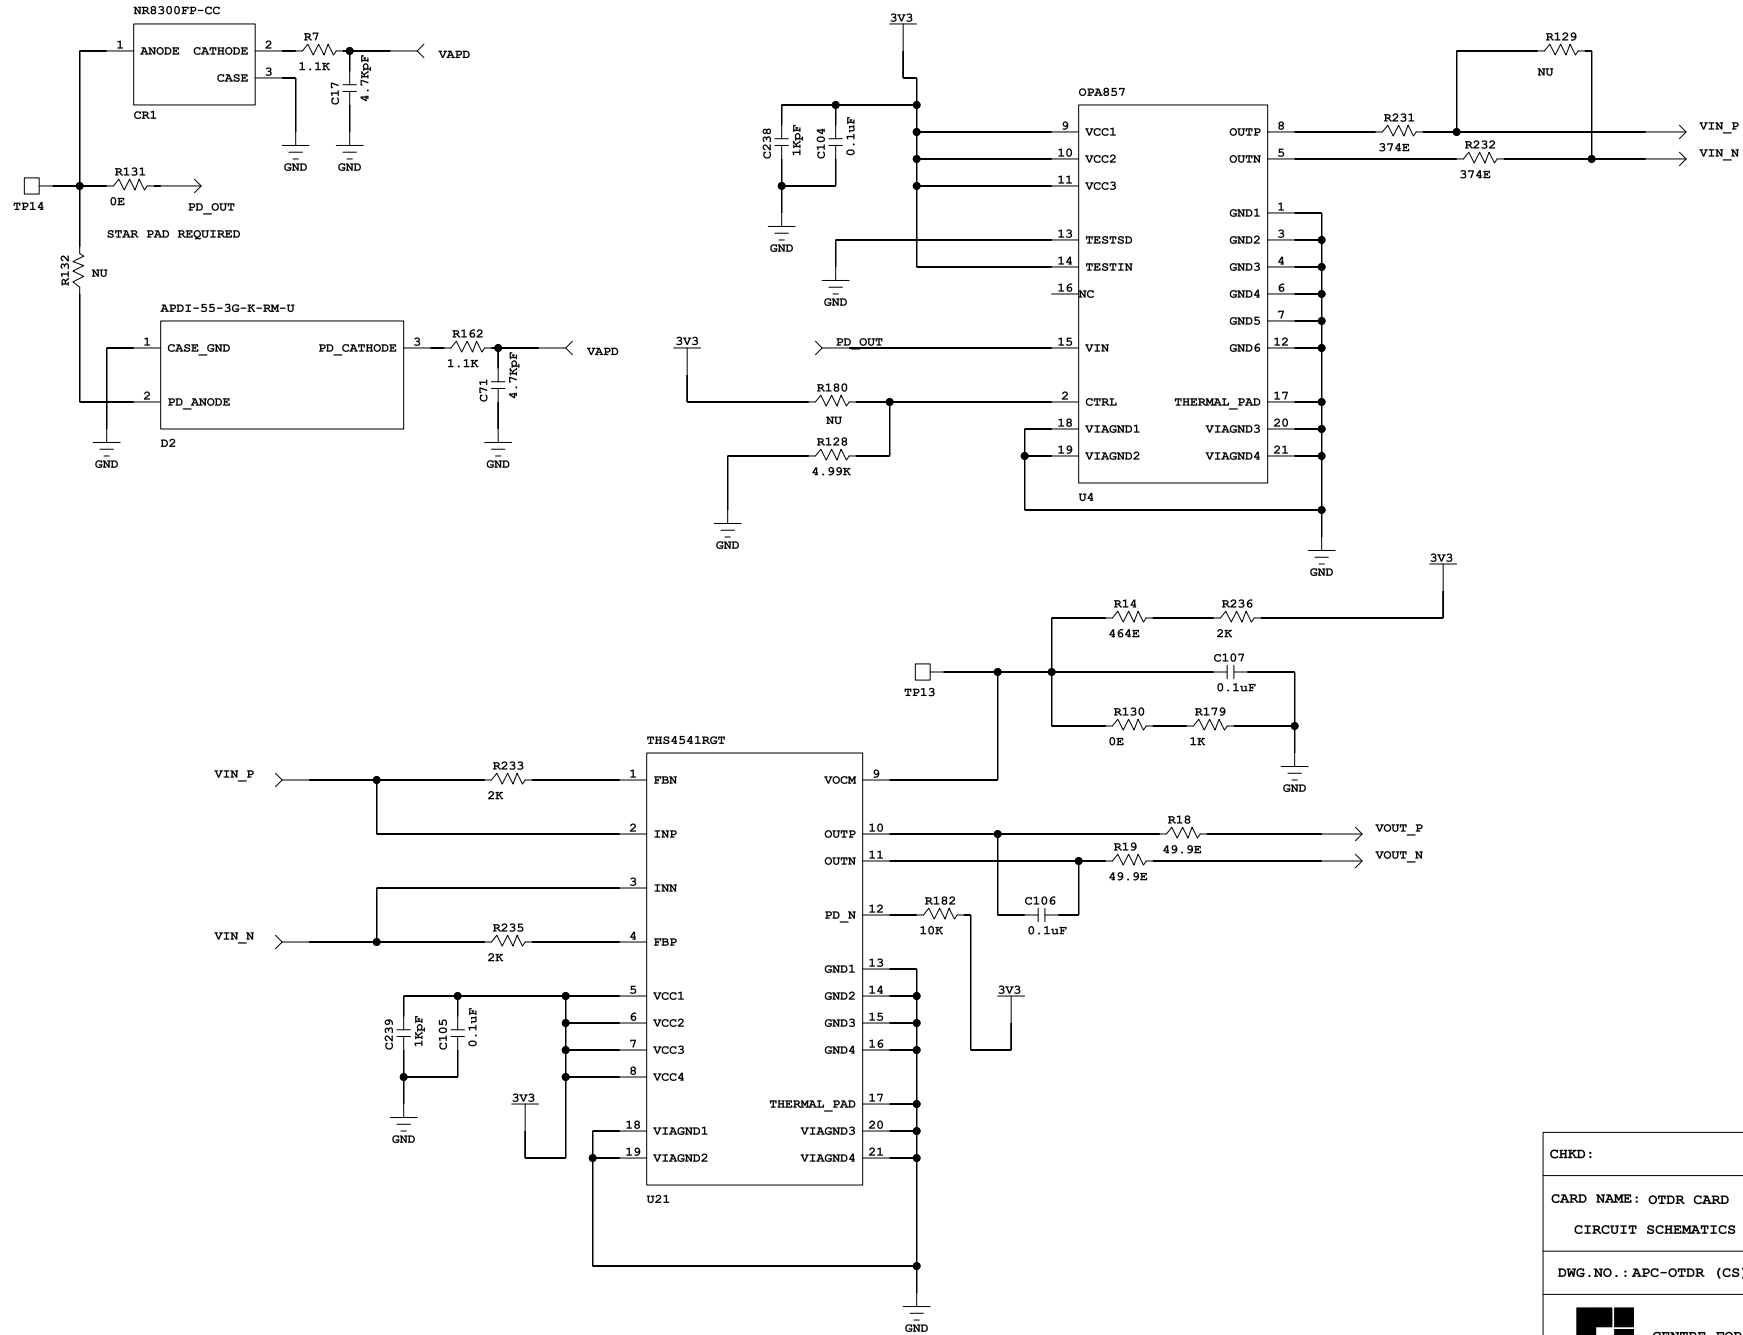 NR8300FP-CC
1 ANODE CATHODE 2
CASE 3
CR1
R7
1.1K
C17
4.7KpF
VAPD
GND
GND
TP14
R131
0E
PD_OUT
STAR PAD REQUIRED
R132
NU
APDI-55-3G-K-RM-U
1 CASE_GND PD_CATHODE 3
2 PD_ANODE
D2
R162
1.1K
C71
4.7KpF
VAPD
GND
GND
3V3
C238
1KpF
C104
0.1uF
GND
GND
3V3
PD_OUT
R180
NU
R128
4.99K
GND
OPA857
9 VCC1 OUTP 8
10 VCC2 OUTN 5
11 VCC3
GND1 1
13 TESTSD GND2 3
14 TESTIN GND3 4
16 NC GND4 6
GND5 7
15 VIN GND6 12
2 CTRL THERMAL_PAD 17
18 VIAGND1 VIAGND3 20
19 VIAGND2 VIAGND4 21
U4
R129
NU
R231
374E
R232
374E
VIN_P
VIN_N
GND
3V3
R14
464E
R236
2K
C107
0.1uF
TP13
R130
0E
R179
1K
GND
THS4541RGT
VIN_P
R233
2K
1 FBN VOCM 9
2 INP OUTP 10
OUTN 11
3 INN
PD_N 12
VIN_N
R235
2K
4 FBP
GND1 13
5 VCC1 GND2 14
6 VCC2 GND3 15
7 VCC3 GND4 16
8 VCC4
THERMAL_PAD 17
18 VIAGND1 VIAGND3 20
19 VIAGND2 VIAGND4 21
U21
C239
1KpF
C105
0.1uF
GND
3V3
R18
49.9E
VOUT_P
R19
49.9E
VOUT_N
C106
0.1uF
R182
10K
3V3
GND
CHKD:
CARD NAME: OTDR CARD
CIRCUIT SCHEMATICS
DWG.NO.:APC-OTDR (CS)
CENTRE FOR